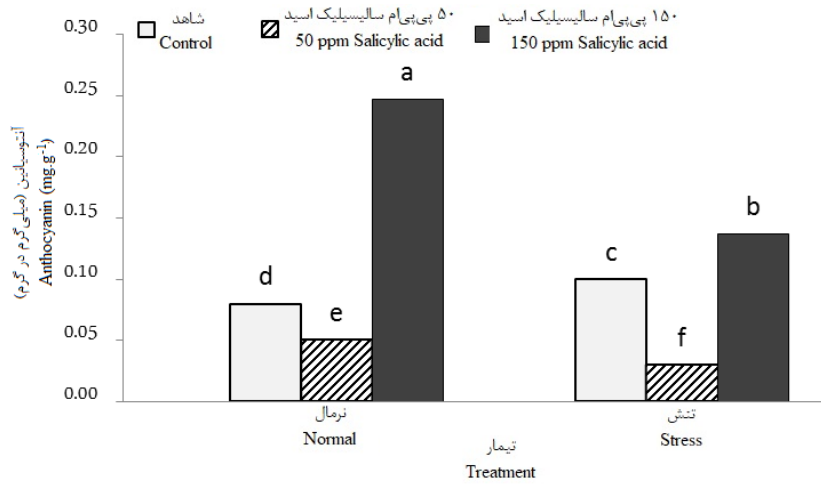 شاهد
Control
۵۰ پی‌پی‌ام سالیسیلیک اسید
50 ppm Salicylic acid
۱۵۰ پی‌پی‌ام سالیسیلیک اسید
150 ppm Salicylic acid
آنتوسیانین (میلی‌گرم در گرم)
Anthocyanin (mg.g-1)
0.30
0.25
0.20
0.15
0.10
0.05
0.00
d
e
a
c
f
b
نرمال
Normal
تنش
Stress
تیمار
Treatment